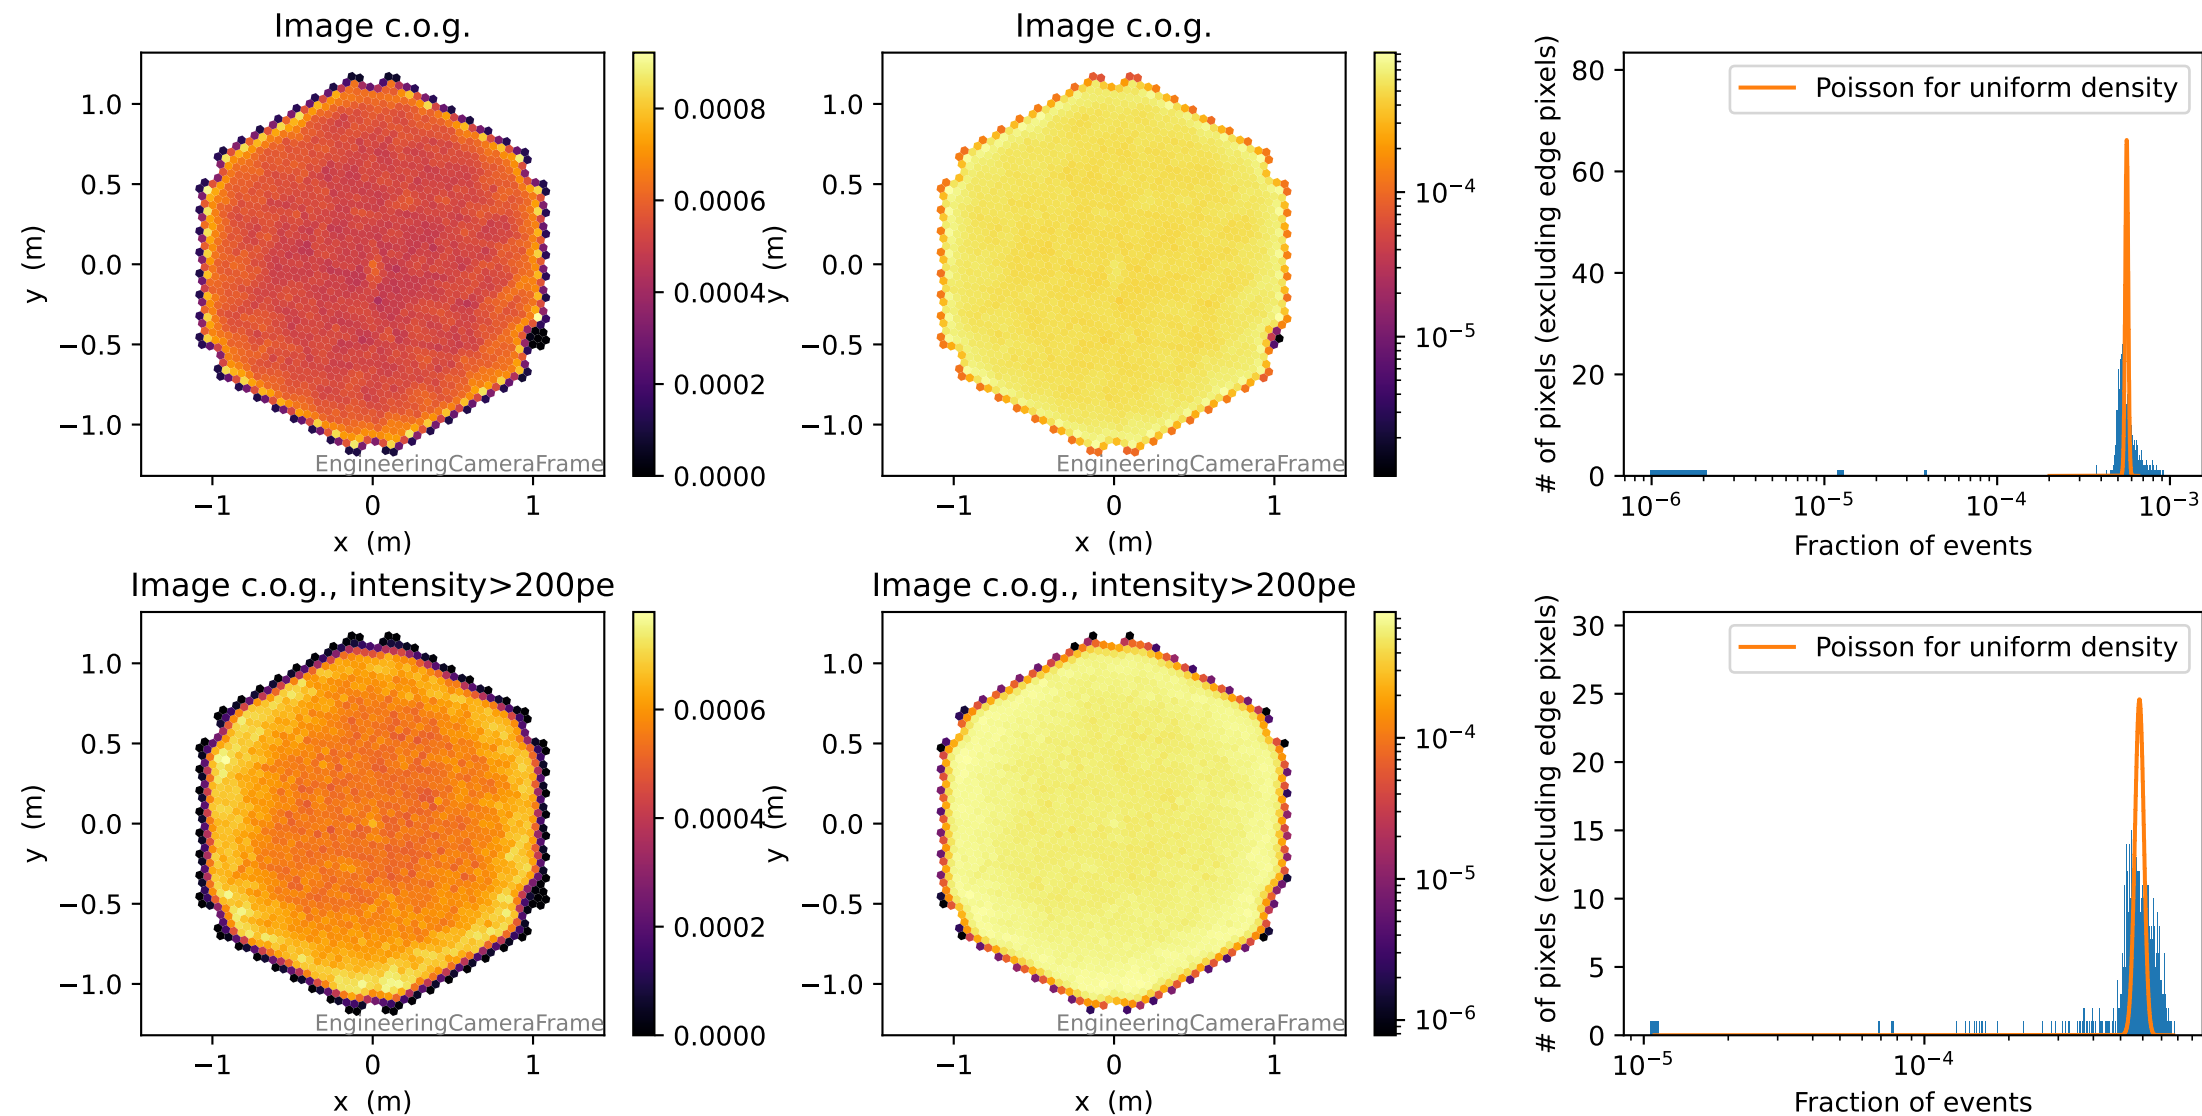 Image c.o.g.
y (m)
1.0
0.5
0.0
−0.5
−1.0
EngineeringCameraFrame
−1
0
1
x (m)
0.0008
0.0006
0.0004
0.0002
0.0000
Image c.o.g.
y (m)
1.0
0.5
0.0
−0.5
−1.0
EngineeringCameraFrame
−1
0
1
x (m)
10⁻⁴
10⁻⁵
# of pixels (excluding edge pixels)
80
60
40
20
0
Poisson for uniform density
10⁻⁶
10⁻⁵
10⁻⁴
10⁻³
Fraction of events
Image c.o.g., intensity>200pe
y (m)
1.0
0.5
0.0
−0.5
−1.0
EngineeringCameraFrame
−1
0
1
x (m)
0.0006
0.0004
0.0002
0.0000
Image c.o.g., intensity>200pe
y (m)
1.0
0.5
0.0
−0.5
−1.0
EngineeringCameraFrame
−1
0
1
x (m)
10⁻⁴
10⁻⁵
10⁻⁶
# of pixels (excluding edge pixels)
30
25
20
15
10
5
0
Poisson for uniform density
10⁻⁵
10⁻⁴
Fraction of events